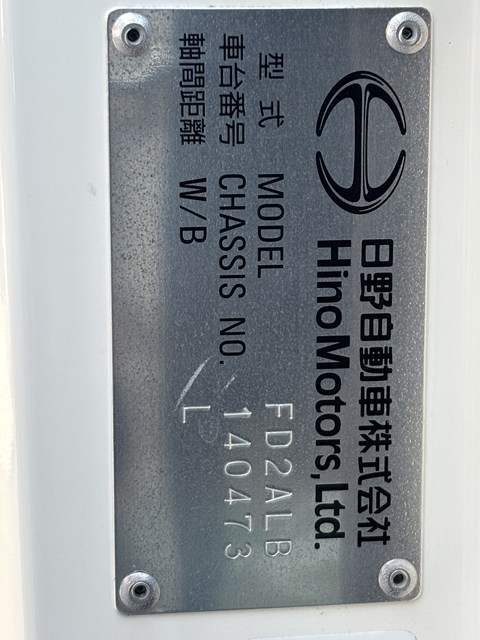 日野自動車株式会社
Hino Motors, Ltd.
型式 MODEL FD2ALB
車台番号 CHASSIS NO. 140473
軸間距離 W/B L